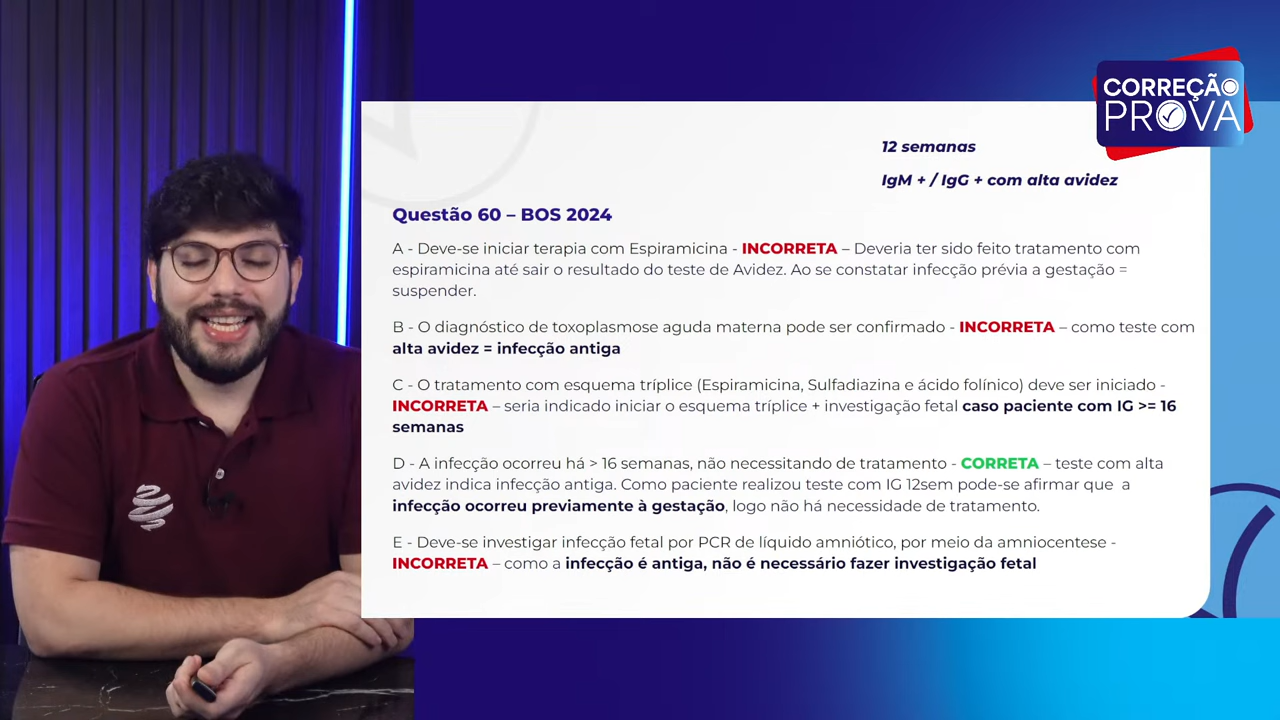 CORREÇÃO
PROVA
12 semanas
IgM + / IgG + com alta avidez
Questão 60 – BOS 2024
A - Deve-se iniciar terapia com Espiramicina - INCORRETA – Deveria ter sido feito tratamento com
espiramicina até sair o resultado do teste de Avidez. Ao se constatar infecção prévia a gestação =
suspender.
B - O diagnóstico de toxoplasmose aguda materna pode ser confirmado - INCORRETA – como teste com
alta avidez = infecção antiga
C - O tratamento com esquema tríplice (Espiramicina, Sulfadiazina e ácido folínico) deve ser iniciado -
INCORRETA – seria indicado iniciar o esquema tríplice + investigação fetal caso paciente com IG >= 16
semanas
D - A infecção ocorreu há > 16 semanas, não necessitando de tratamento - CORRETA – teste com alta
avidez indica infecção antiga. Como paciente realizou teste com IG 12sem pode-se afirmar que a
infecção ocorreu previamente à gestação, logo não há necessidade de tratamento.
E - Deve-se investigar infecção fetal por PCR de líquido amniótico, por meio da amniocentese -
INCORRETA – como a infecção é antiga, não é necessário fazer investigação fetal